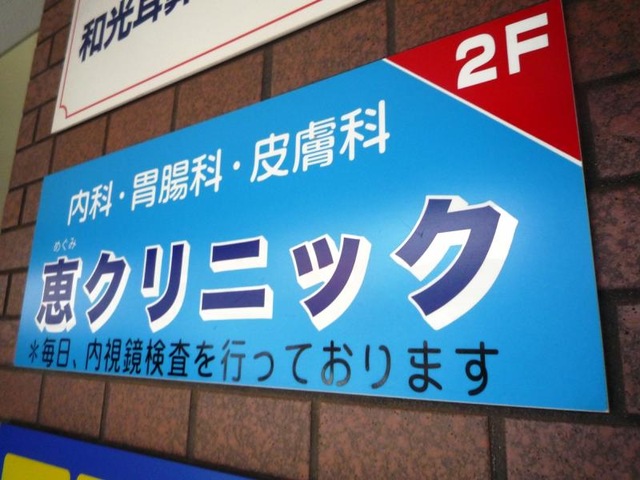 和光耳鼻
2F
内科・胃腸科・皮膚科
めぐみ
恵クリニック
＊毎日、内視鏡検査を行っております